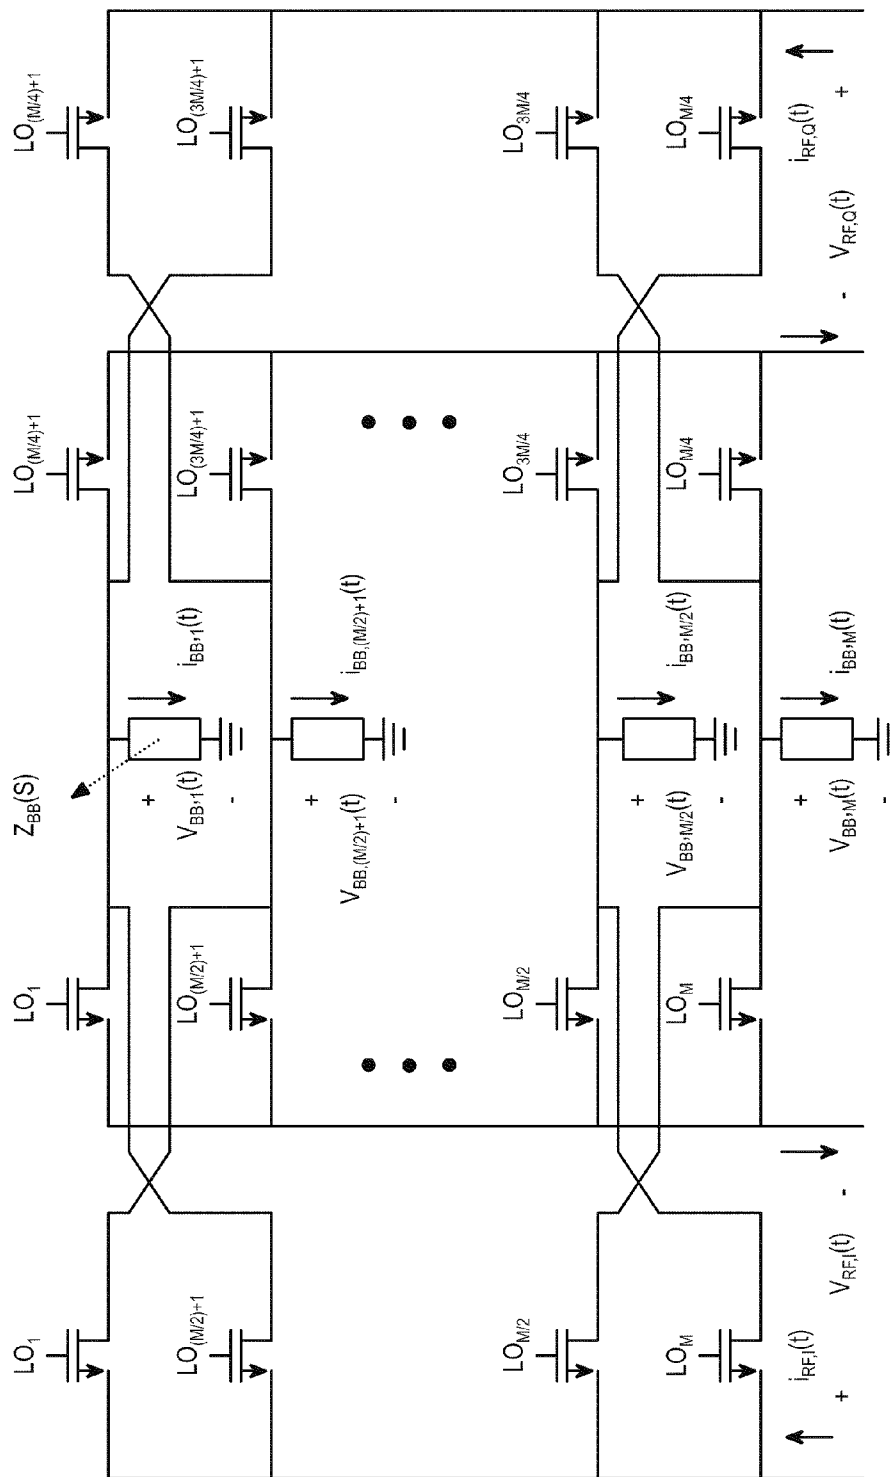 LO1 LO1 ZBB(S) LO(M/4)+1 LO(M/4)+1
+
LO(M/2)+1 LO(M/2)+1 VBB,1(t) iBB,1(t) LO(3M/4)+1 LO(3M/4)+1
-
+
VBB,(M/2)+1(t) iBB,(M/2)+1(t)
-
LOM/2 LOM/2 LO3M/4 LO3M/4
+
LOM LOM VBB,M/2(t) iBB,M/2(t) LOM/4 LOM/4
-
iRF,I(t) + iRF,Q(t)
+ VRF,I(t) - VBB,M(t) iBB,M(t) - VRF,Q(t) +
-